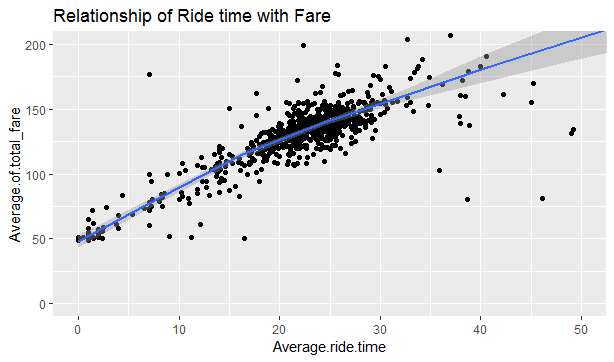 Relationship of Ride time with Fare
200
150
100
50
0
Average.of.total_fare
0 10 20 30 40 50
Average.ride.time